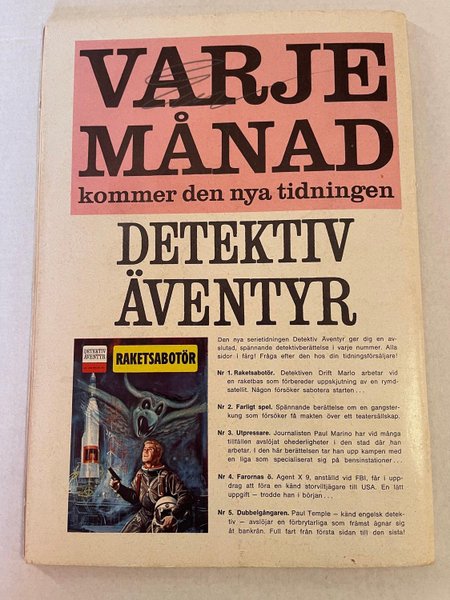 VARJE
MÅNAD
kommer den nya tidningen
DETEKTIV
ÄVENTYR
Den nya serietidningen Detektiv Äventyr ger dig en av-
slutad, spännande detektivberättelse i varje nummer. Alla
sidor i färg! Fråga efter den hos din tidningsförsäljare!
DETEKTIV
ÄVENTYR
RAKETSABOTÖR
Nr 1. Raketsabotör. Detektiven Drift Marlo arbetar vid
en raketbas som förbereder uppskjutning av en rymd-
satellit. Någon försöker sabotera starten . . .
Nr 2. Farligt spel. Spännande berättelse om en gangster-
kung som försöker få makten över ett teatersällskap.
Nr 3. Utpressare. Journalisten Paul Marino har vid många
tillfällen avslöjat ohederligheter i den stad där han
arbetar. I den här berättelsen tar han upp kampen med
en liga som specialiserat sig på bensinstationer . . .
Nr 4. Farornas ö. Agent X 9, anställd vid FBI, får i upp-
drag att föra en känd storviltjägare till USA. En lätt
uppgift — trodde han i början . . .
Nr 5. Dubbelgångaren. Paul Temple — känd engelsk detek-
tiv — avslöjar en förbrytarliga som främst ägnar sig
åt bankrån. Full fart från första sidan till den sista!